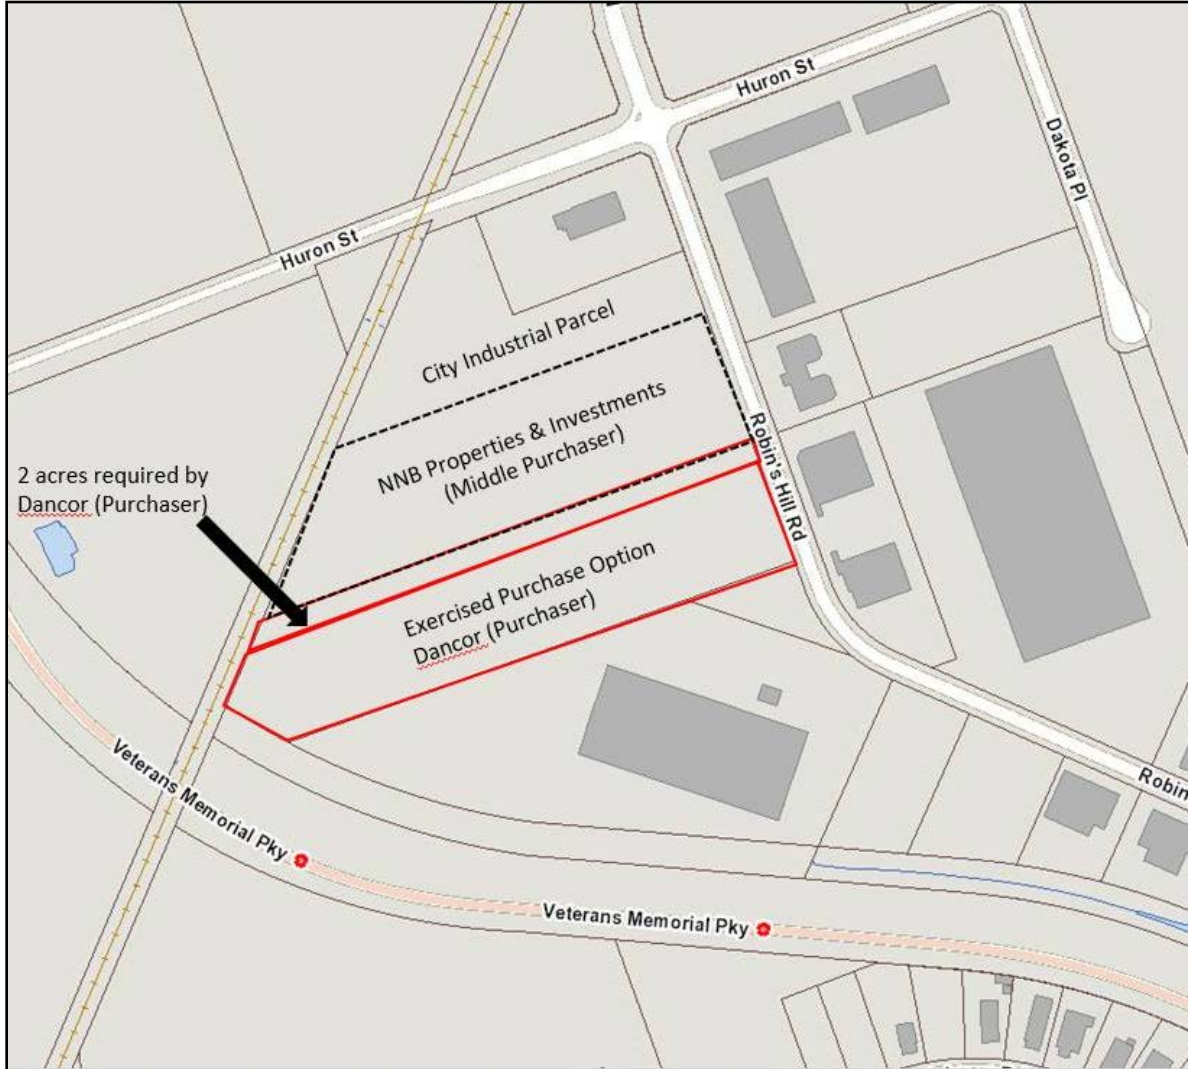 Huron St
Dakota Pl
Huron St
City Industrial Parcel
NNB Properties & Investments
(Middle Purchaser)
Robin's Hill Rd
2 acres required by
Dancor (Purchaser)
Exercised Purchase Option
Dancor (Purchaser)
Veterans Memorial Pky
Robin
Veterans Memorial Pky